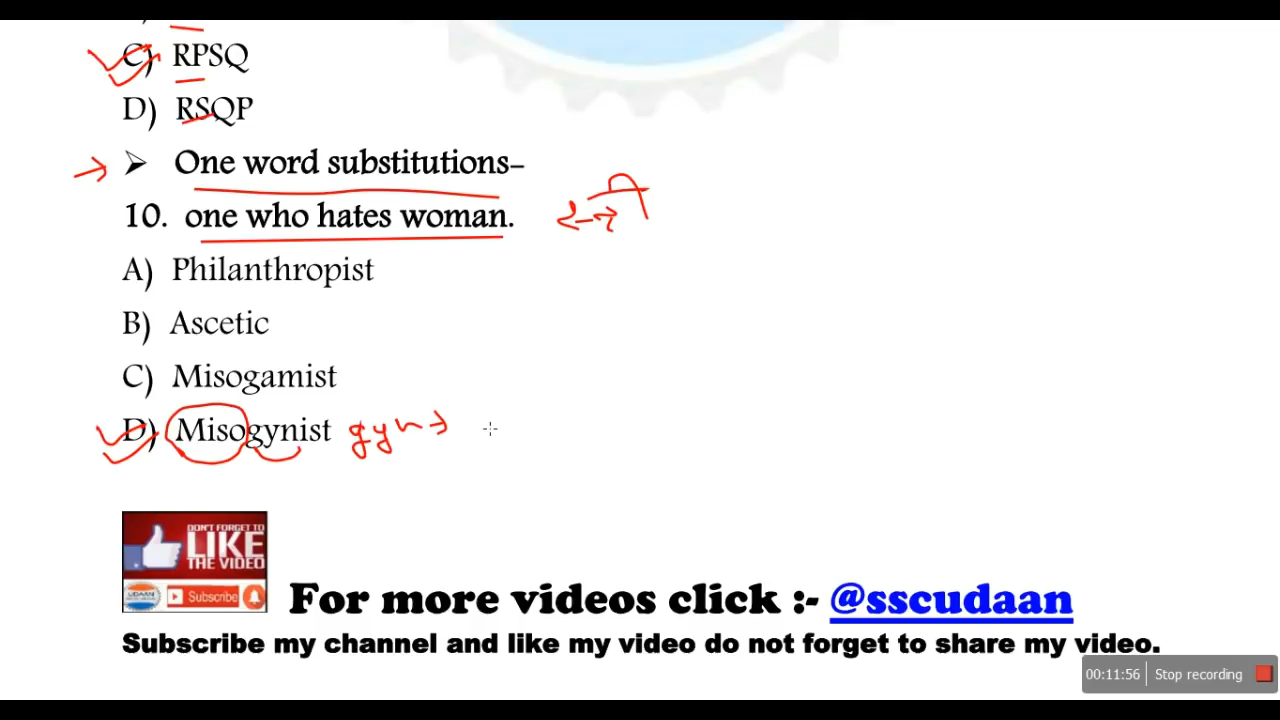 C) RPSQ
D) RSQP
➢ One word substitutions-
10. one who hates woman.
A) Philanthropist
B) Ascetic
C) Misogamist
D) Misogynist gyn→
DON'T FORGET TO
LIKE
THE VIDEO
UDAAN
Subscribe
For more videos click :- @sscudaan
Subscribe my channel and like my video do not forget to share my video.
00:11:56 Stop recording